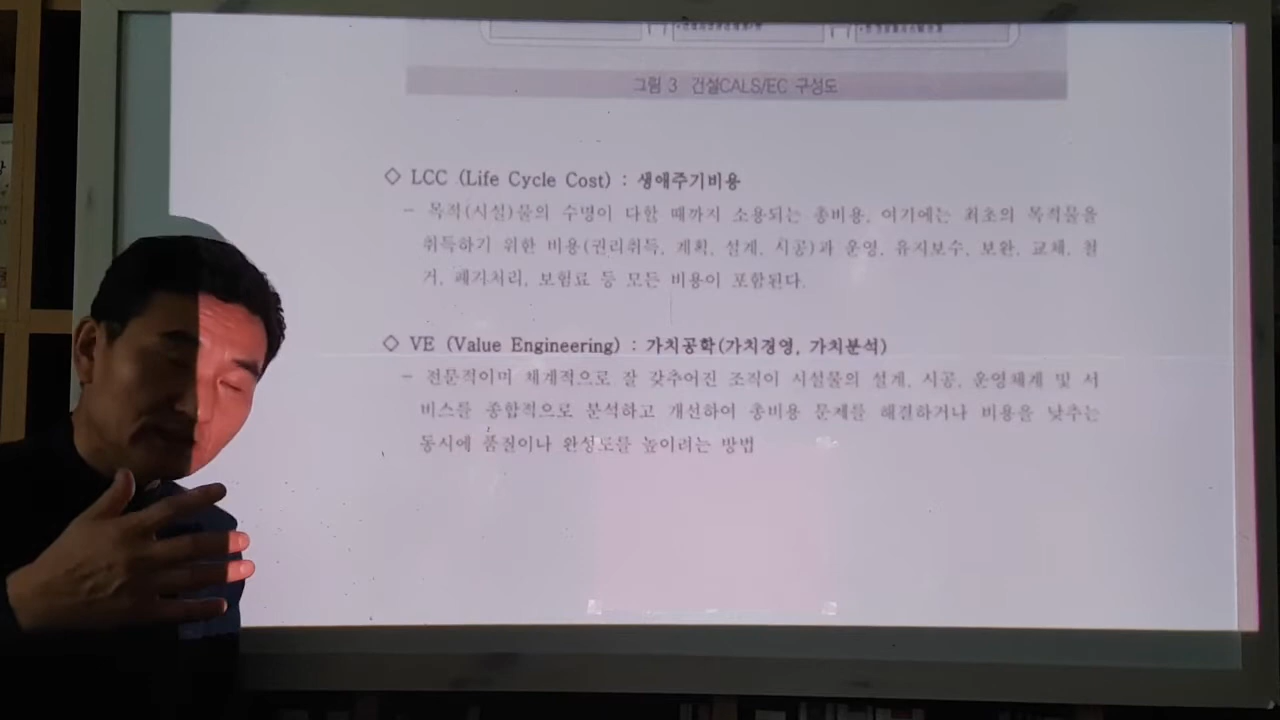 그림 3 건설CALS/EC 구성도
◇ LCC (Life Cycle Cost) : 생애주기비용
- 목적(시설)물의 수명이 다할 때까지 소용되는 총비용, 여기에는 최초의 목적물을
취득하기 위한 비용(권리취득, 계획, 설계, 시공)과 운영, 유지보수, 보완, 교체, 철
거, 폐기처리, 보험료 등 모든 비용이 포함된다.
◇ VE (Value Engineering) : 가치공학(가치경영, 가치분석)
- 전문적이며 체계적으로 잘 갖추어진 조직이 시설물의 설계, 시공, 운영체계 및 서
비스를 종합적으로 분석하고 개선하여 총비용 문제를 해결하거나 비용을 낮추는
동시에 품질이나 완성도를 높이려는 방법